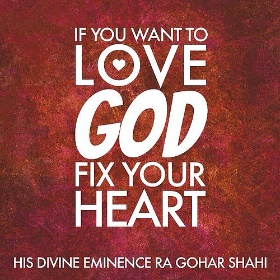 IF YOU WANT TO
LOVE
GOD
FIX YOUR
HEART
HIS DIVINE EMINENCE RA GOHAR SHAHI